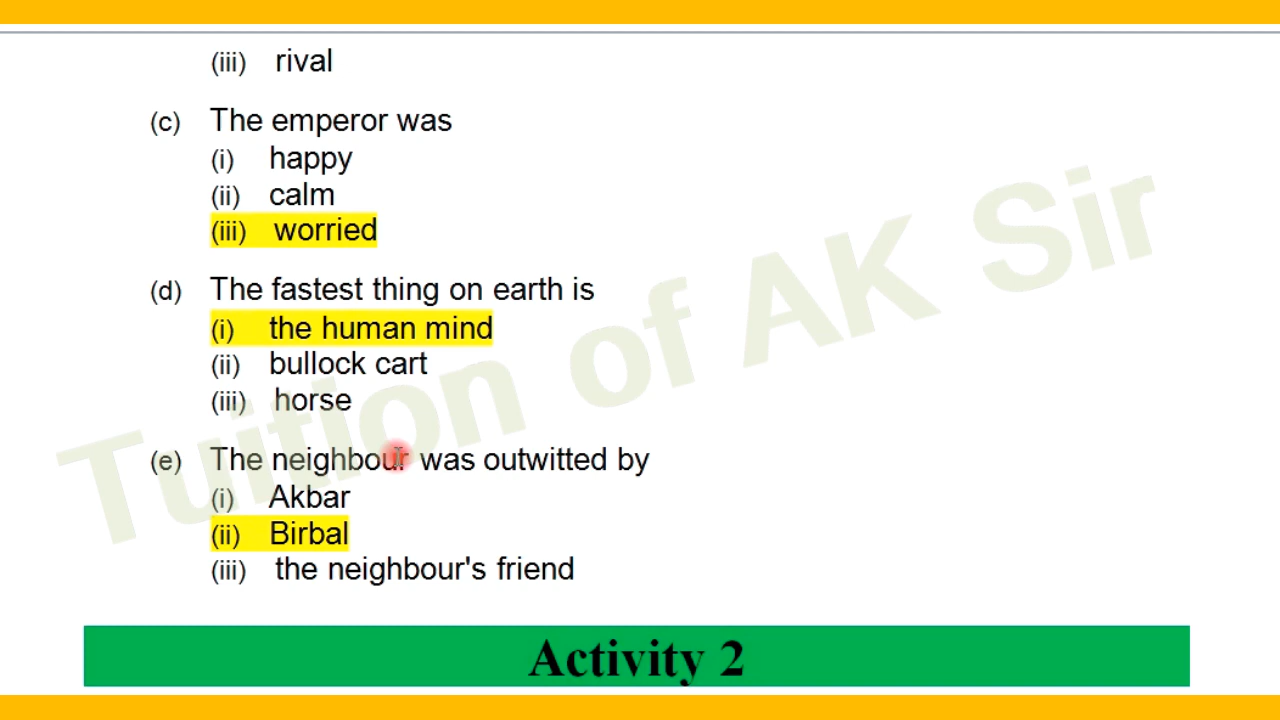 (iii) rival
(c) The emperor was
(i) happy
(ii) calm
(iii) worried
(d) The fastest thing on earth is
(i) the human mind
(ii) bullock cart
(iii) horse
(e) The neighbour was outwitted by
(i) Akbar
(ii) Birbal
(iii) the neighbour's friend
Activity 2
Tuition of AK Sir